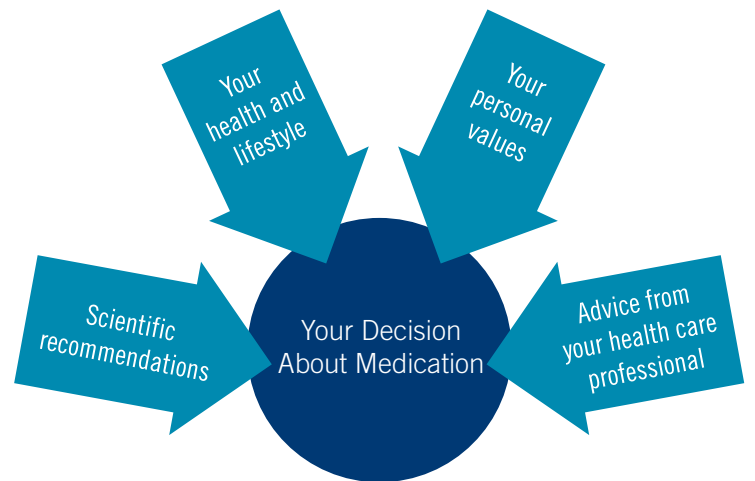 Your
health and
lifestyle
Your
personal
values
Scientific
recommendations
Your Decision
About Medication
Advice from
your health care
professional